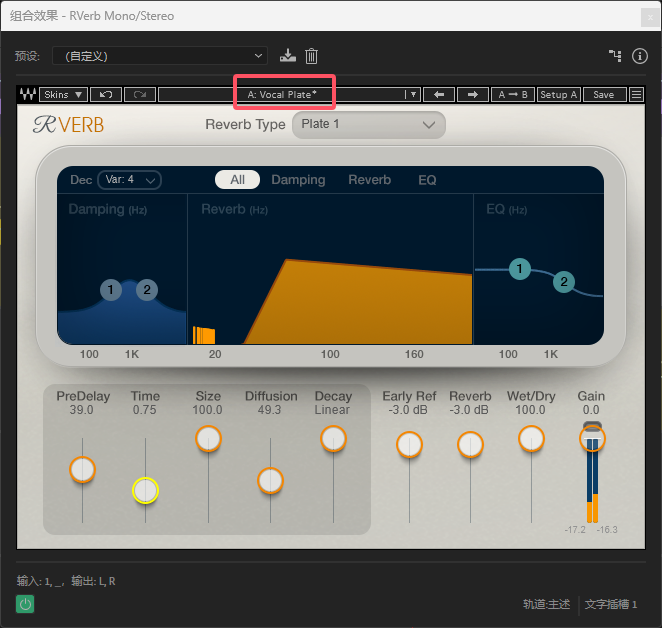 组合效果 - RVerb Mono/Stereo
x
预设: (自定义)
Skins A: Vocal Plate* A → B Setup A Save
RVERB Reverb Type Plate 1
Dec Var: 4 All Damping Reverb EQ
Damping (Hz) Reverb (Hz) EQ (Hz)
1 2 1 2
100 1K 20 100 160 100 1K
PreDelay Time Size Diffusion Decay Early Ref Reverb Wet/Dry Gain
39.0 0.75 100.0 49.3 Linear -3.0 dB -3.0 dB 100.0 0.0
-17.2 -16.3
输入: 1, _, 输出: L, R
轨道:主述 文字插槽 1